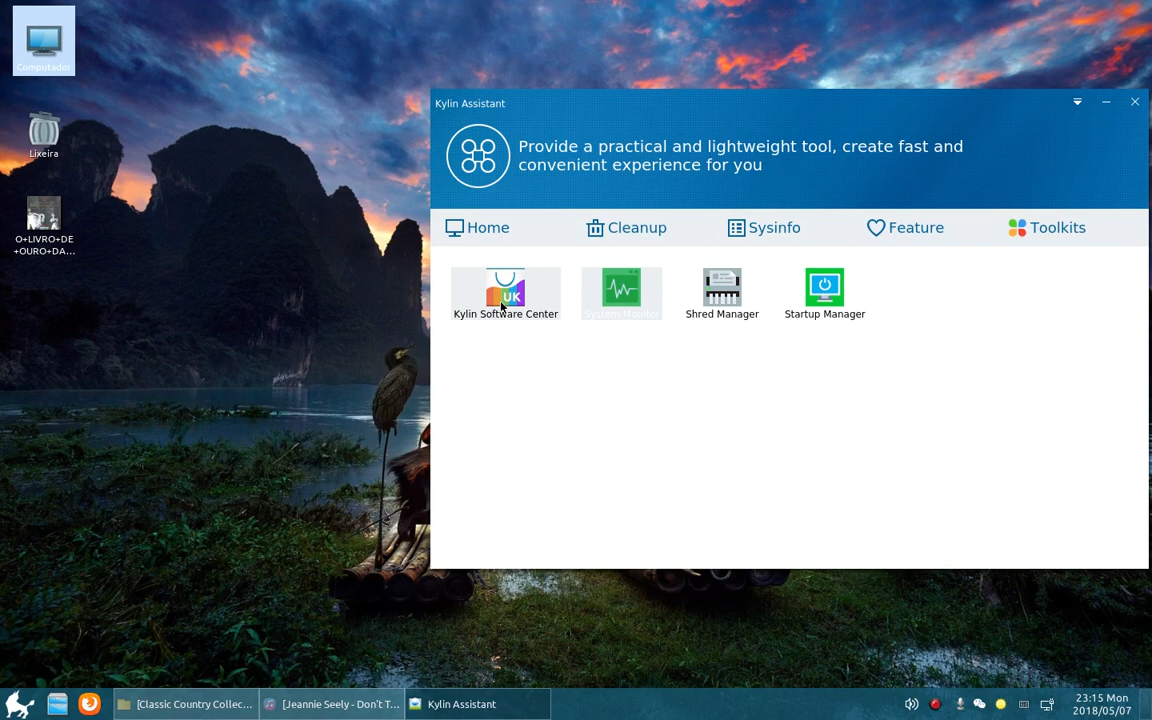 Computador
Lixeira
O+LIVRO+DE
+OURO+DA...
Kylin Assistant
Provide a practical and lightweight tool, create fast and
convenient experience for you
Home
Cleanup
Sysinfo
Feature
Toolkits
UK
Kylin Software Center
System Monitor
Shred Manager
Startup Manager
[Classic Country Collec...
[Jeannie Seely - Don't T...
Kylin Assistant
23:15 Mon
2018/05/07